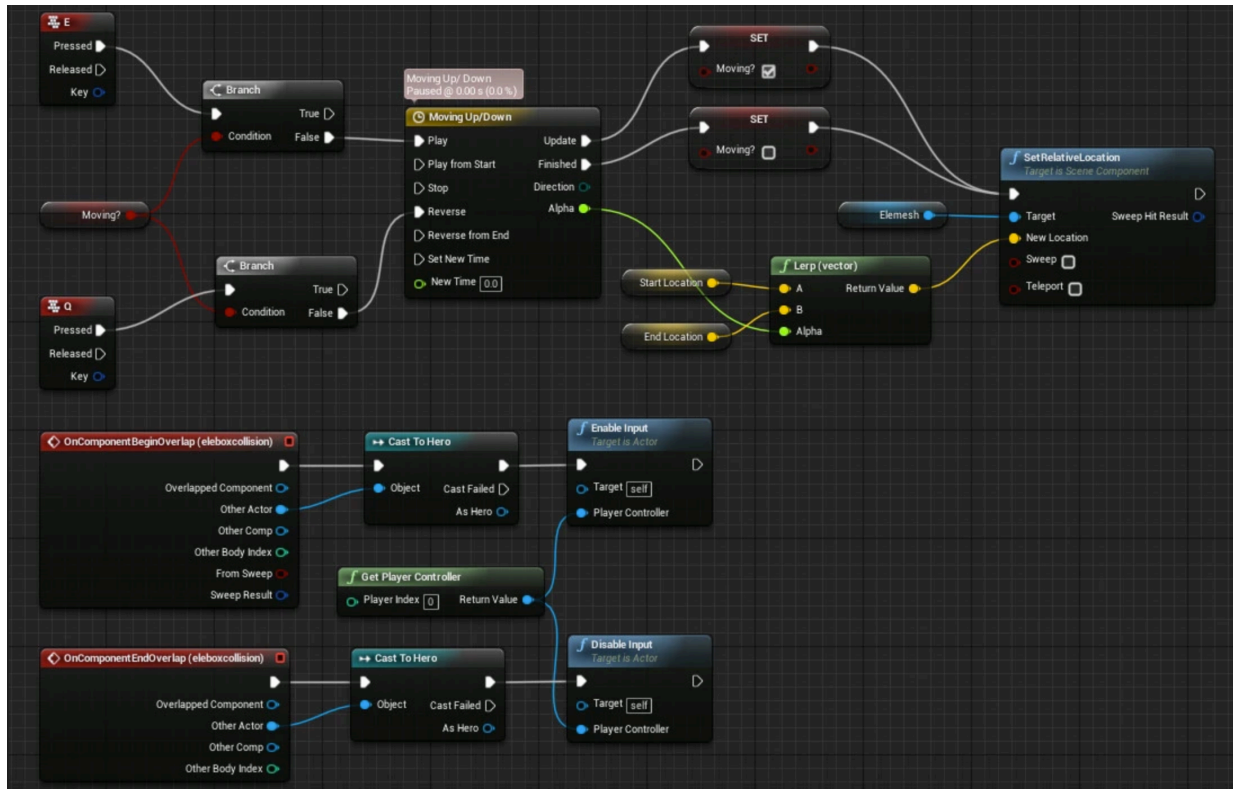 E
Pressed
Released
Key
Branch
True
Condition
False
Moving?
Branch
True
Condition
False
Q
Pressed
Released
Key
Moving Up/ Down
Paused @ 0.00 s (0.0 %)
Moving Up/Down
Play
Update
Play from Start
Finished
Stop
Direction
Reverse
Alpha
Reverse from End
Set New Time
New Time 0.0
SET
Moving?
SET
Moving?
Start Location
End Location
Lerp (vector)
A
Return Value
B
Alpha
Elemesh
SetRelativeLocation
Target is Scene Component
Target
Sweep Hit Result
New Location
Sweep
Teleport
OnComponentBeginOverlap (eleboxcollision)
Overlapped Component
Other Actor
Other Comp
Other Body Index
From Sweep
Sweep Result
Cast To Hero
Object
Cast Failed
As Hero
Enable Input
Target is Actor
Target self
Player Controller
Get Player Controller
Player Index 0
Return Value
OnComponentEndOverlap (eleboxcollision)
Overlapped Component
Other Actor
Other Comp
Other Body Index
Cast To Hero
Object
Cast Failed
As Hero
Disable Input
Target is Actor
Target self
Player Controller